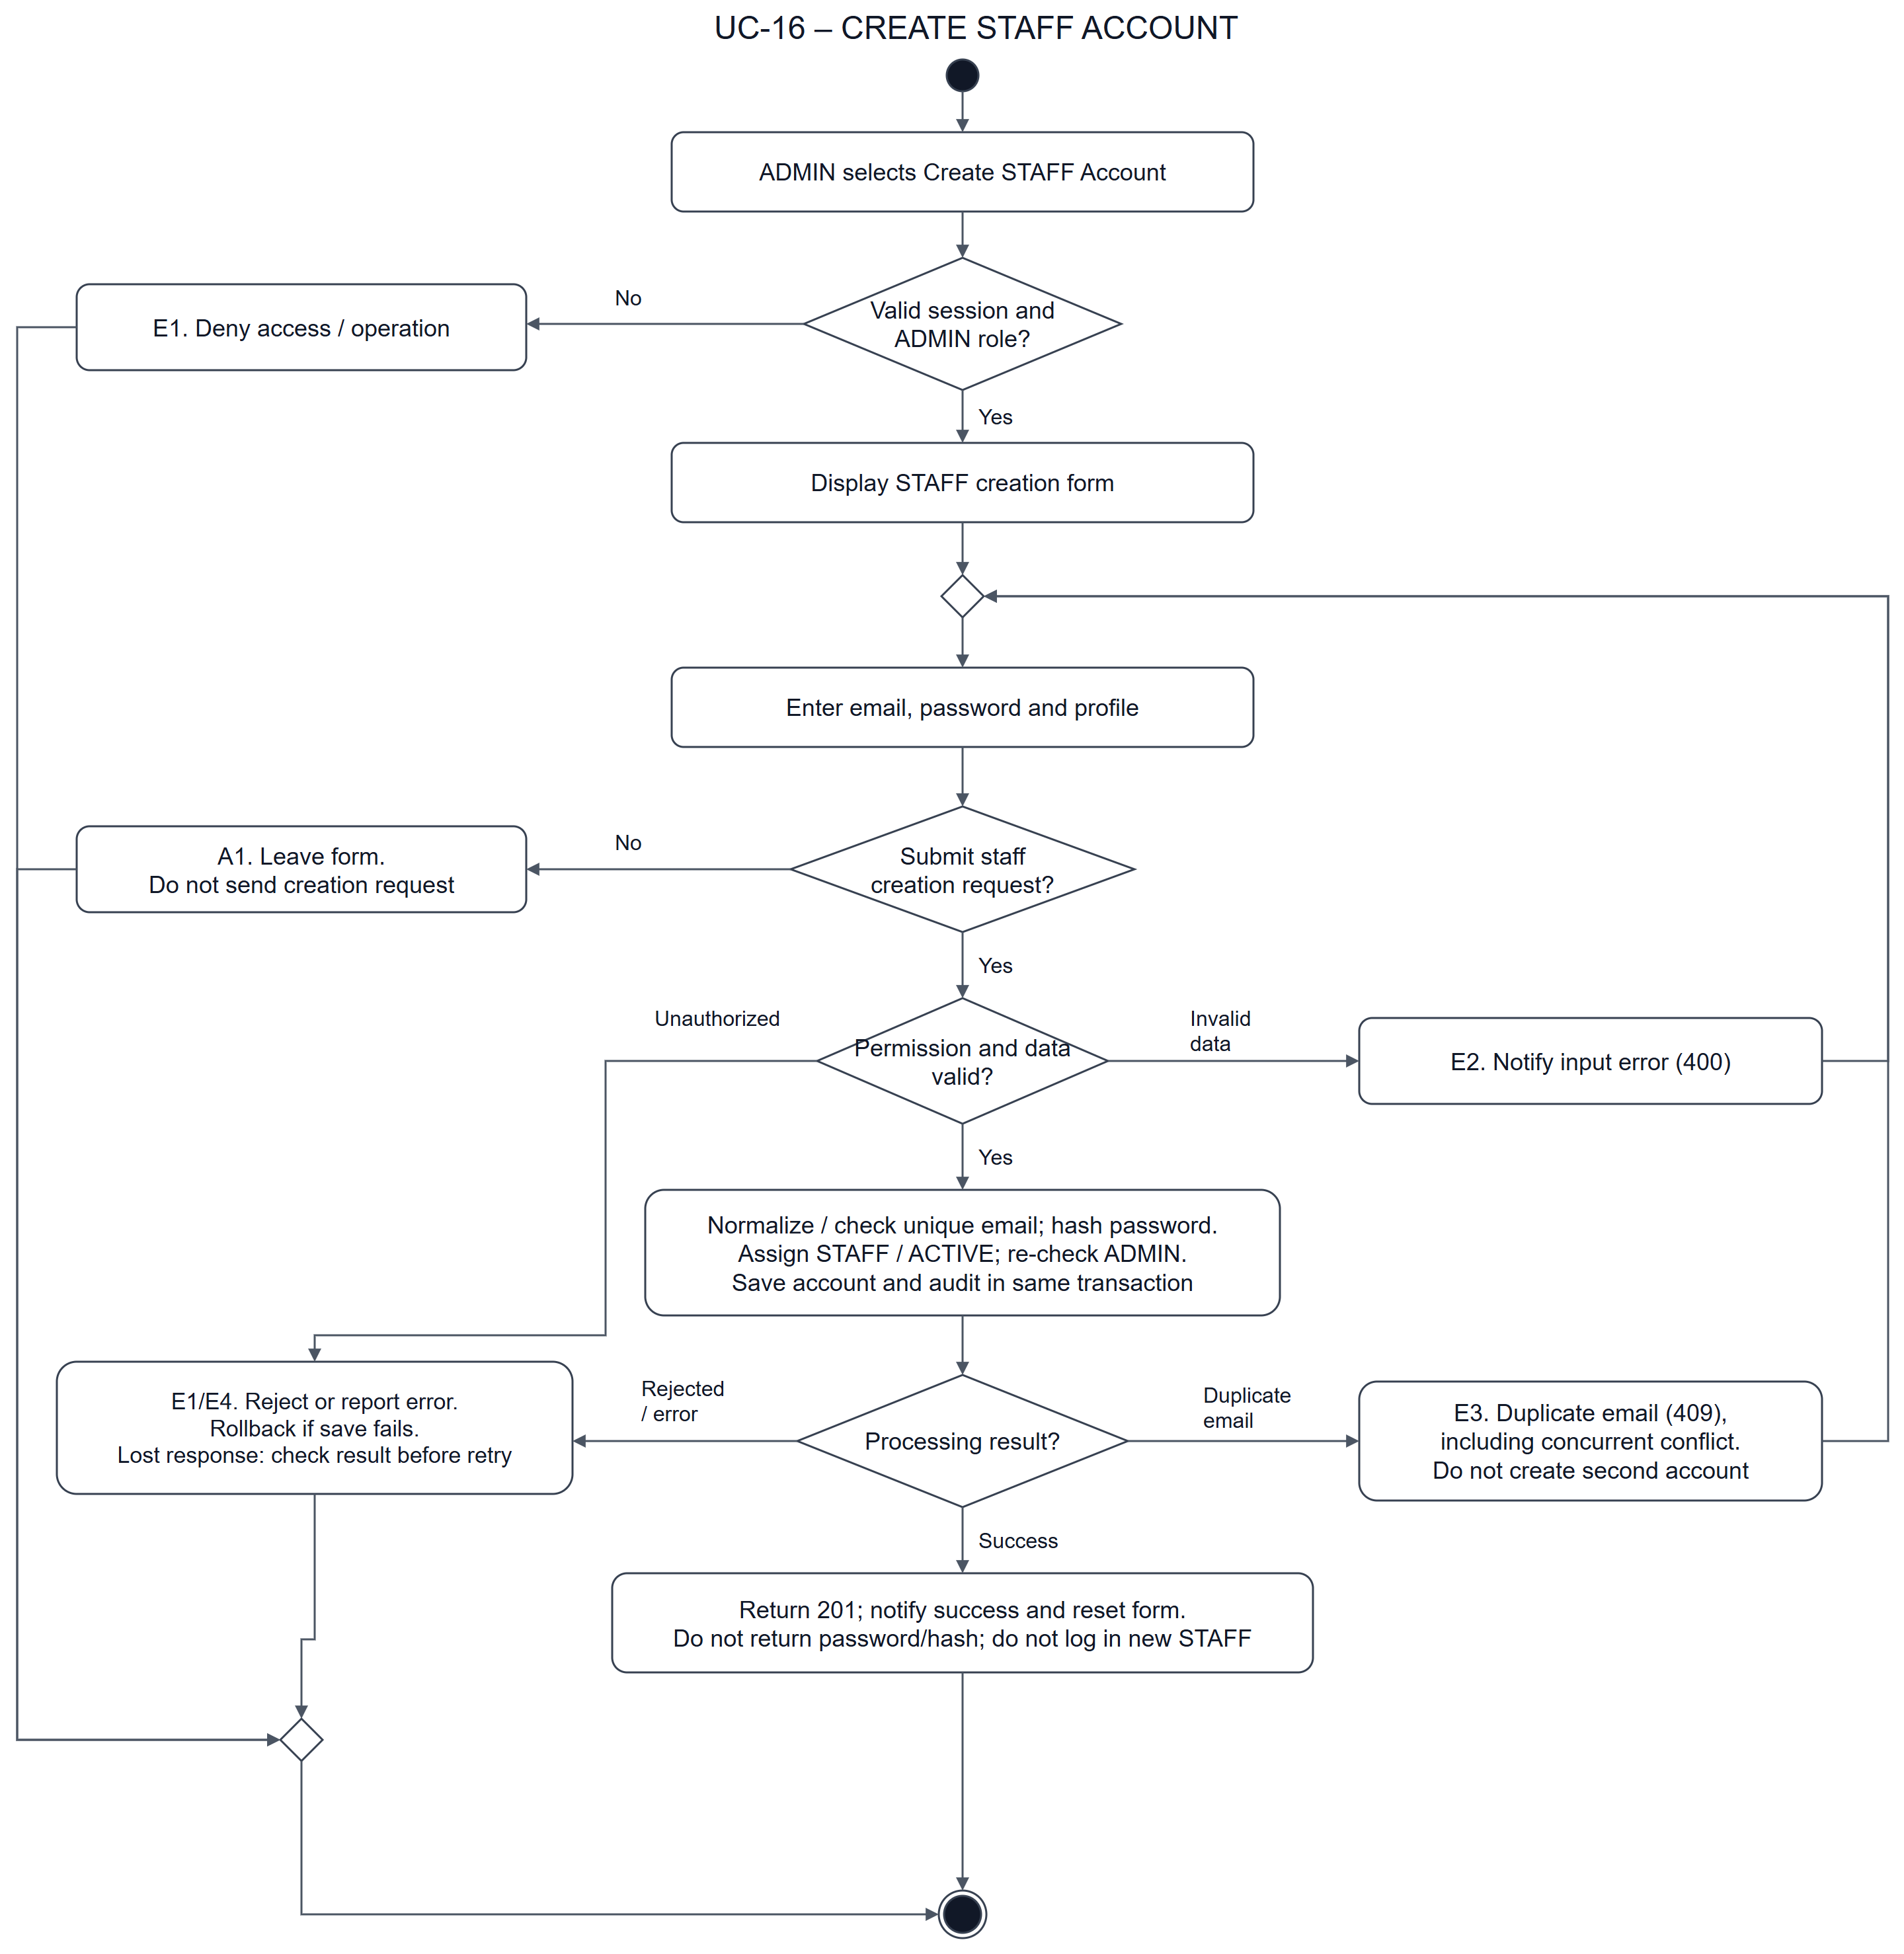 UC-16 – CREATE STAFF ACCOUNT
ADMIN selects Create STAFF Account
Valid session and
ADMIN role?
No
E1. Deny access / operation
Yes
Display STAFF creation form
Enter email, password and profile
Submit staff
creation request?
No
A1. Leave form.
Do not send creation request
Yes
Permission and data
valid?
Unauthorized
Invalid
data
E2. Notify input error (400)
Yes
Normalize / check unique email; hash password.
Assign STAFF / ACTIVE; re-check ADMIN.
Save account and audit in same transaction
Processing result?
Rejected
/ error
E1/E4. Reject or report error.
Rollback if save fails.
Lost response: check result before retry
Duplicate
email
E3. Duplicate email (409),
including concurrent conflict.
Do not create second account
Success
Return 201; notify success and reset form.
Do not return password/hash; do not log in new STAFF